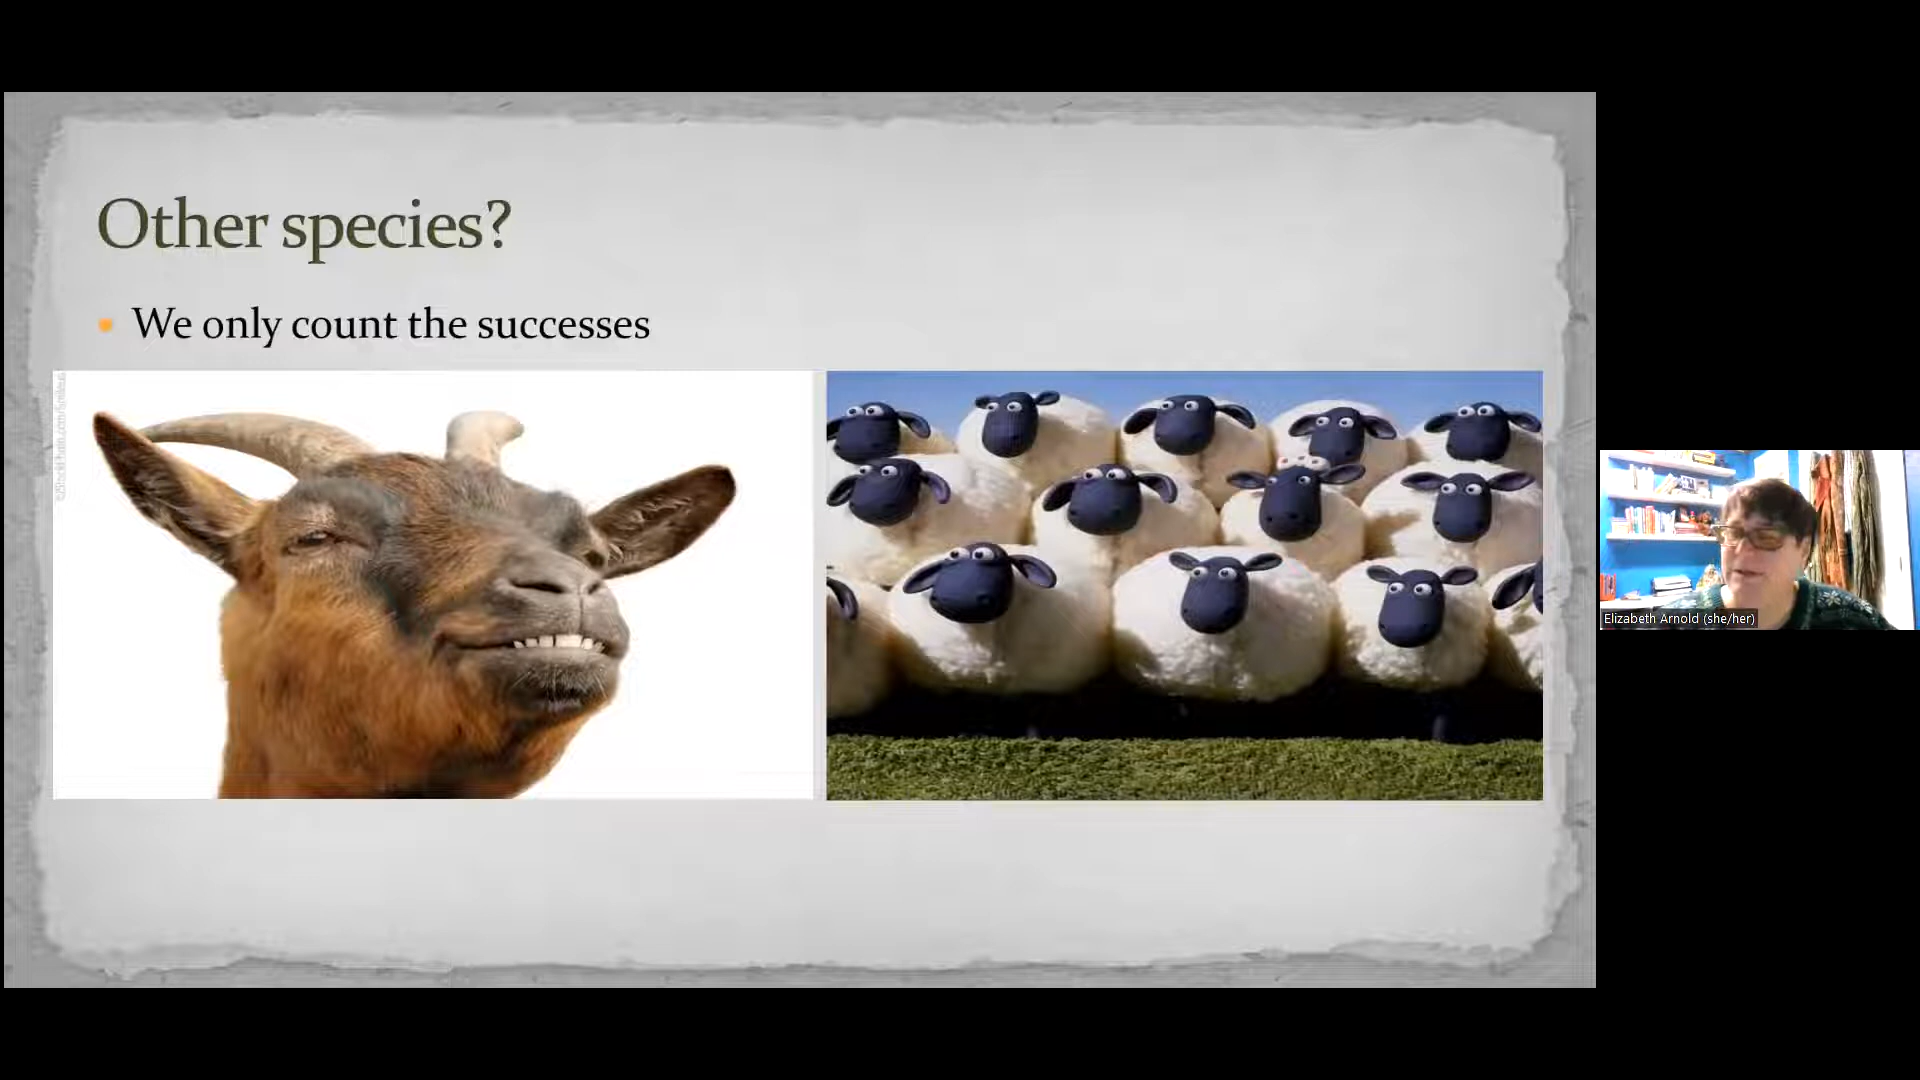 Other species?
We only count the successes
Elizabeth Arnold (she/her)